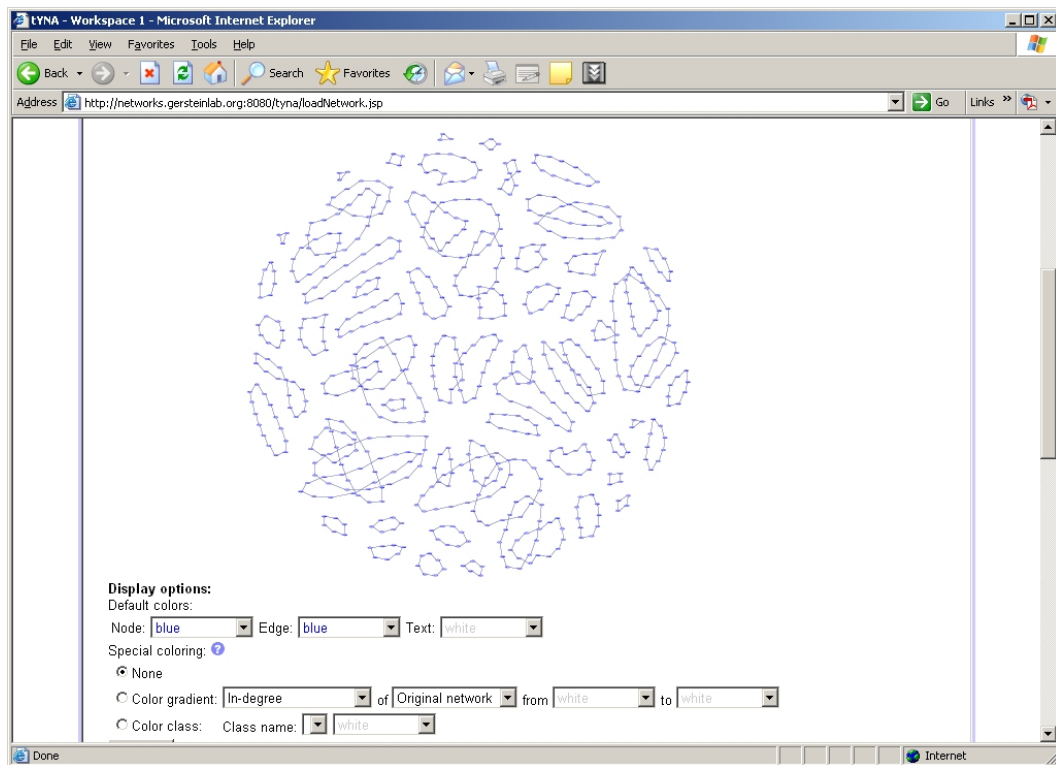 tYNA - Workspace 1 - Microsoft Internet Explorer
File Edit View Favorites Tools Help
Back Search Favorites
Address http://networks.gersteinlab.org:8080/tyna/loadNetwork.jsp Go Links »
Display options:
Default colors:
Node: blue Edge: blue Text: white
Special coloring: ?
None
Color gradient: In-degree of Original network from white to white
Color class: Class name: white
Done Internet